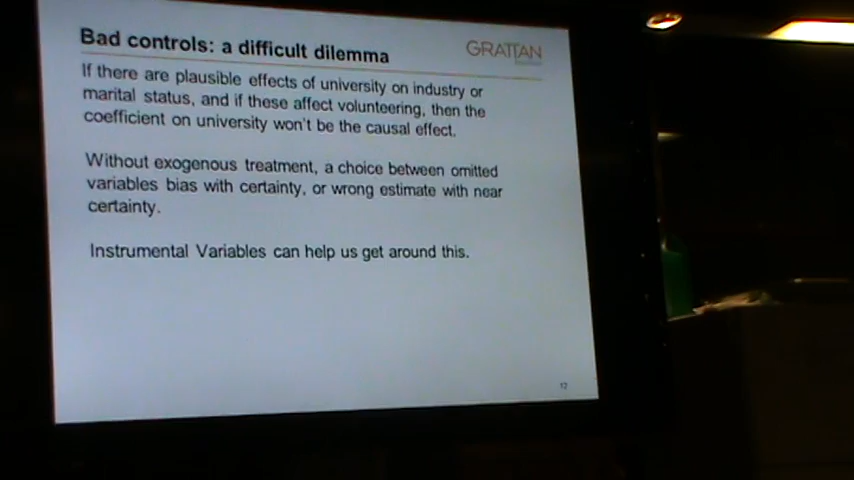 Bad controls: a difficult dilemma
GRATTAN
If there are plausible effects of university on industry or
marital status, and if these affect volunteering, then the
coefficient on university won't be the causal effect.
Without exogenous treatment, a choice between omitted
variables bias with certainty, or wrong estimate with near
certainty.
Instrumental Variables can help us get around this.
12